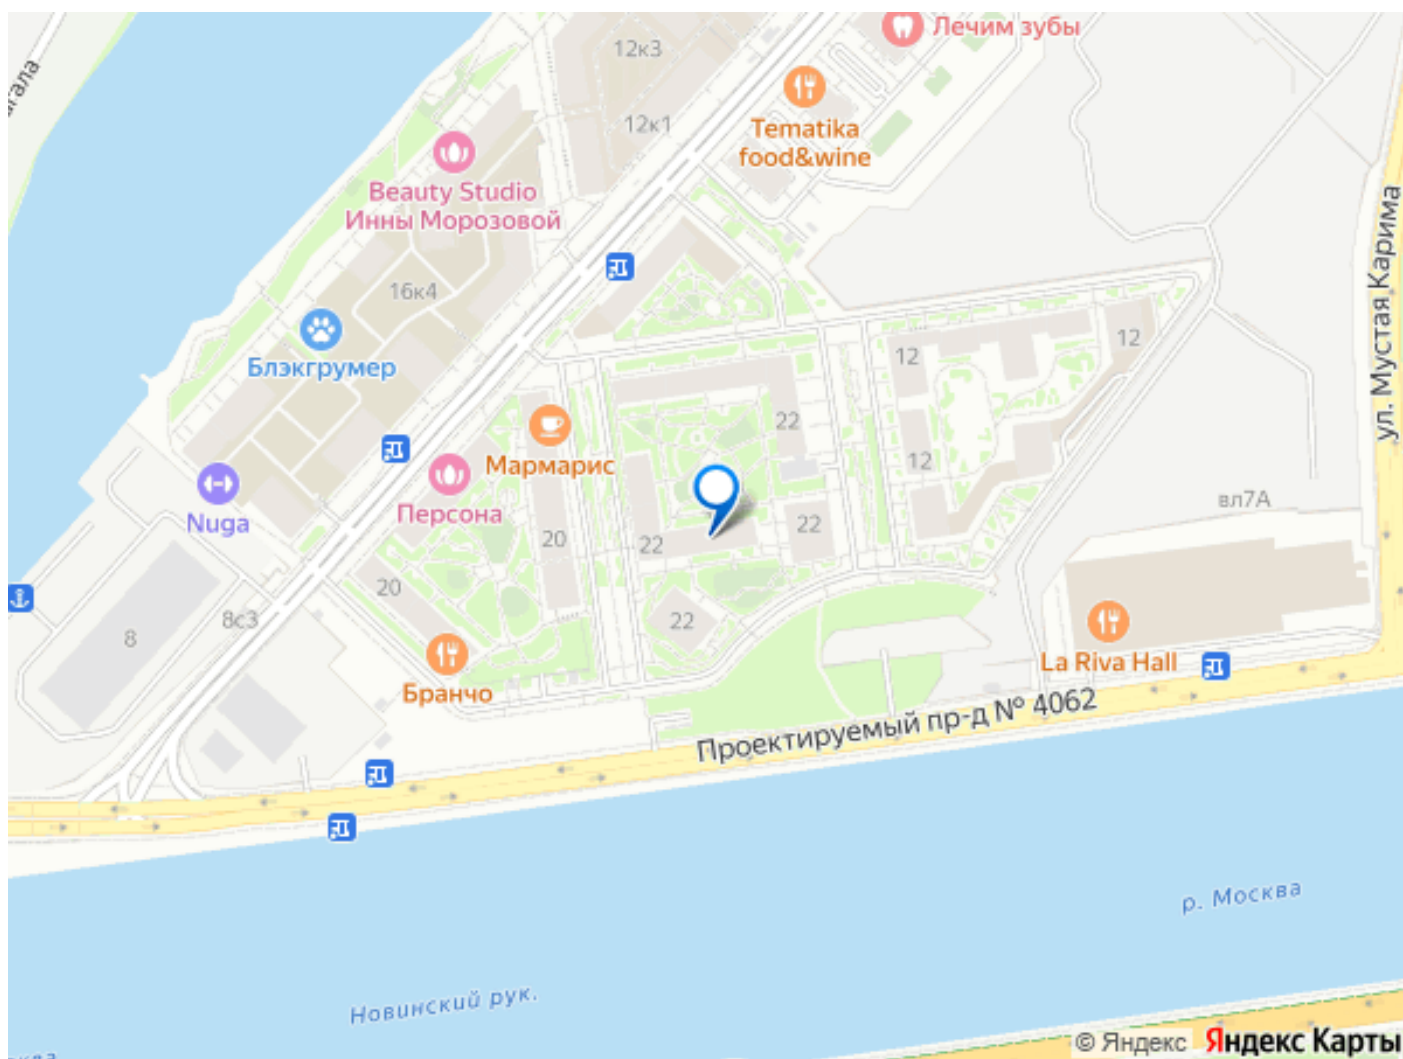 Лечим зубы
12к3
12к1
Tematika
food&wine
Beauty Studio
Инны Морозовой
16к4
Блэкгрумер
ул. Мустая Карима
12
12
22
Мармарис
12
Nuga
Персона
вл7А
22
20
22
20
8с3
8
22
La Riva Hall
Бранчо
Проектируемый пр-д № 4062
р. Москва
Новинский рук.
© Яндекс
Яндекс Карты